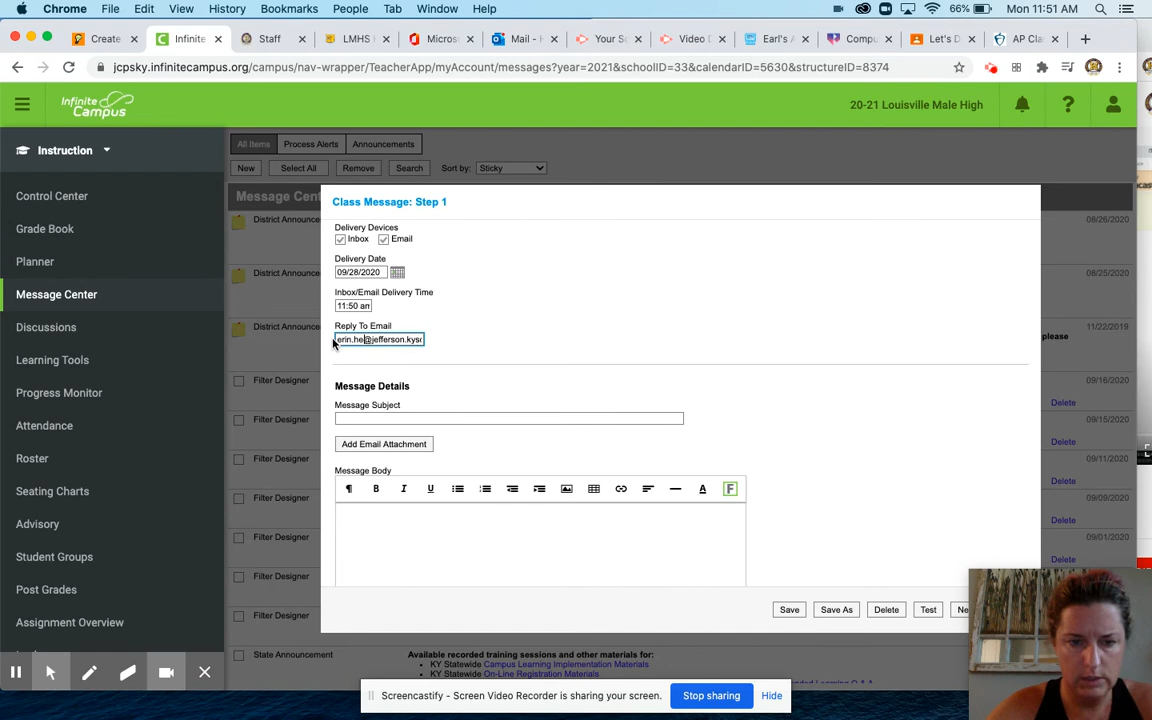 Chrome File Edit View History Bookmarks People Tab Window Help 66% Mon 11:51 AM
Create Infinite Staff LMHS Micros Mail - H Your Sc Video D Earl's A Compu Let's D AP Cla
jcpsky.infinitecampus.org/campus/nav-wrapper/TeacherApp/myAccount/messages?year=2021&schoolID=33&calendarID=5630&structureID=8374
Infinite Campus 20-21 Louisville Male High ?
Instruction
Control Center
Grade Book
Planner
Message Center
Discussions
Learning Tools
Progress Monitor
Attendance
Roster
Seating Charts
Advisory
Student Groups
Post Grades
Assignment Overview
All Items Process Alerts Announcements
New Select All Remove Search Sort by: Sticky
Message Cent
District Announce 08/26/2020
District Announce 08/25/2020
District Announce 11/22/2019
please
Filter Designer 09/16/2020
Delete
Filter Designer 09/15/2020
Delete
Filter Designer 09/11/2020
Delete
Filter Designer 09/09/2020
Delete
Filter Designer 09/01/2020
Delete
Filter Designer
Filter Designer
State Announcement Available recorded training sessions and other materials for:
KY Statewide Campus Learning Implementation Materials
KY Statewide On-Line Registration Materials
Class Message: Step 1
Delivery Devices
Inbox Email
Delivery Date
09/28/2020
Inbox/Email Delivery Time
11:50 am
Reply To Email
erin.he@jefferson.kysc
Message Details
Message Subject
Add Email Attachment
Message Body
¶ B I U A F
Save Save As Delete Test Ne
Screencastify - Screen Video Recorder is sharing your screen. Stop sharing Hide